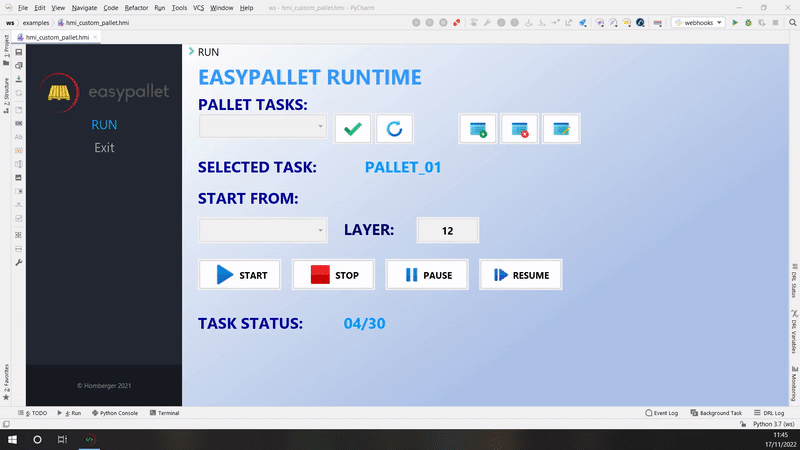 File Edit View Navigate Code Refactor Run Tools VCS Window Help ws - hmi_custom_pallet.hmi - PyCharm
ws examples hmi_custom_pallet.hmi webhooks
hmi_custom_pallet.hmi
1: Project
7: Structure
2: Favorites
easypallet
RUN
Exit
© Homberger 2021
RUN
EASYPALLET RUNTIME
PALLET TASKS:
SELECTED TASK: PALLET_01
START FROM:
LAYER: 12
START STOP PAUSE RESUME
TASK STATUS: 04/30
DRL Status
DRL Variables
Monitoring
6: TODO 4: Run Python Console Terminal Event Log Background Task DRL Log
Python 3.7 (ws)
11:45
17/11/2022